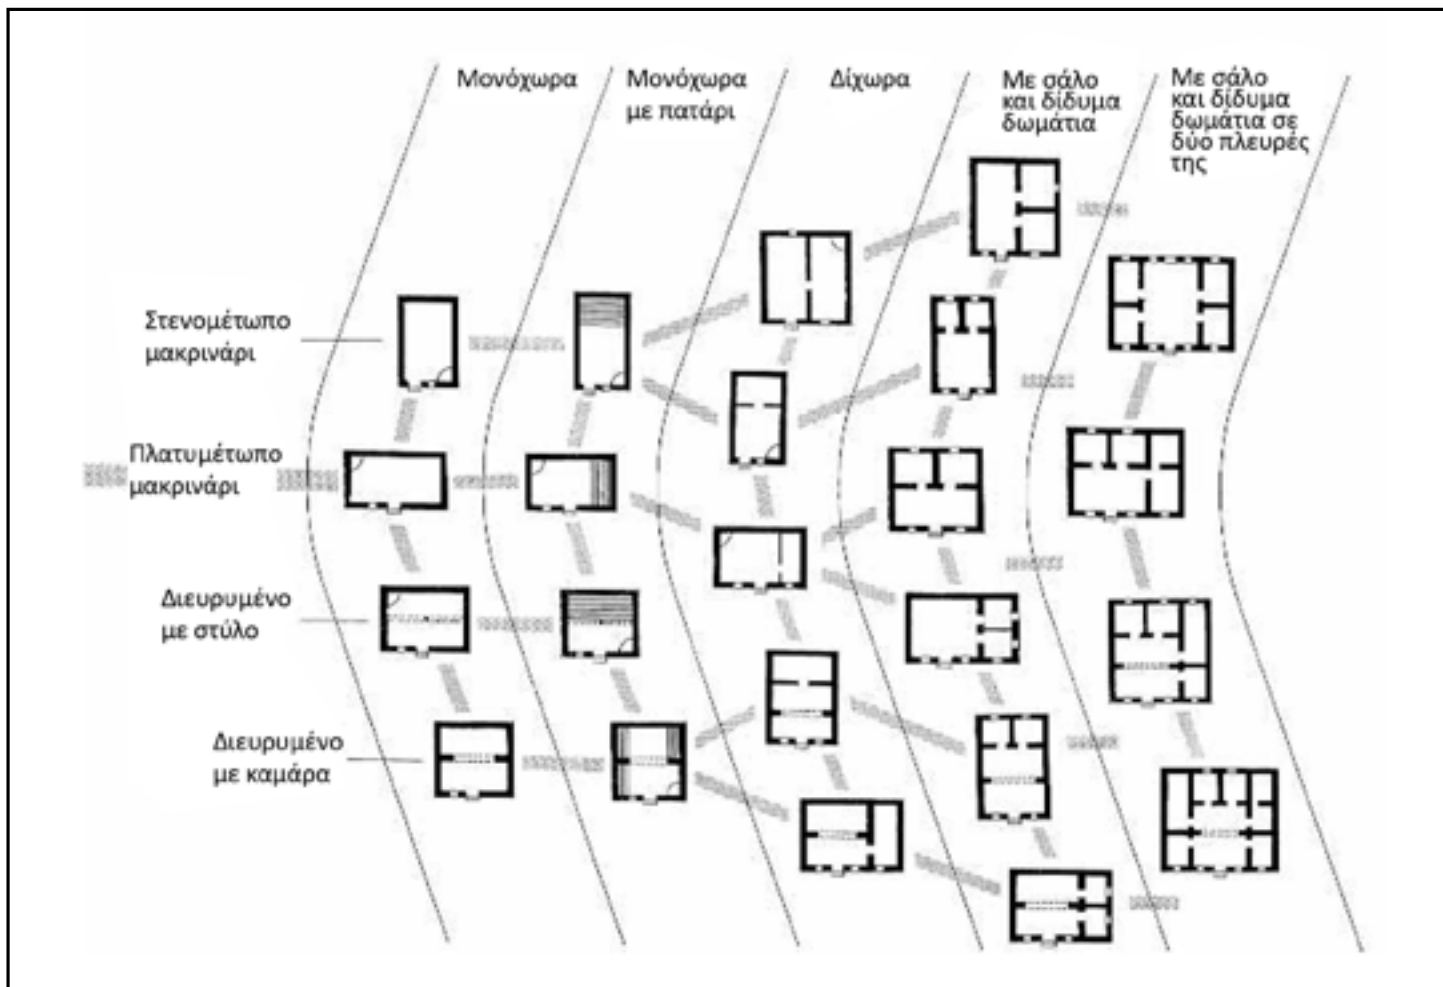 Μονόχωρα
Μονόχωρα
με πατάρι
Δίχωρα
Με σάλο
και δίδυμα
δωμάτια
Με σάλο
και δίδυμα
δωμάτια σε
δύο πλευρές
της
Στενομέτωπο
μακρινάρι
Πλατυμέτωπο
μακρινάρι
Διευρυμένο
με στύλο
Διευρυμένο
με καμάρα